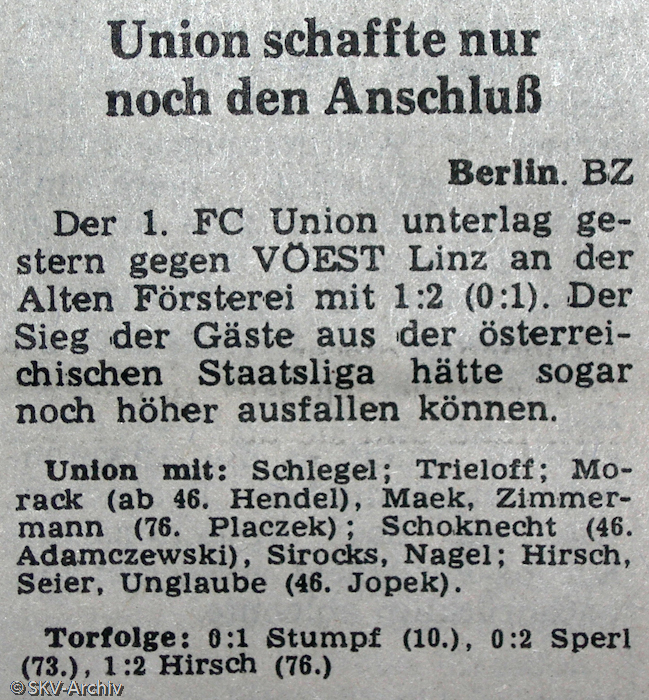 Union schaffte nur
noch den Anschluß
Berlin. BZ
Der 1. FC Union unterlag ge-
stern gegen VÖEST Linz an der
Alten Försterei mit 1:2 (0:1). Der
Sieg der Gäste aus der österrei-
chischen Staatsliga hätte sogar
noch höher ausfallen können.
Union mit: Schlegel; Trieloff; Mo-
rack (ab 46. Hendel), Maek, Zimmer-
mann (76. Placzek); Schoknecht (46.
Adamczewski), Sirocks, Nagel; Hirsch,
Seier, Unglaube (46. Jopek).
Torfolge: 0:1 Stumpf (10.), 0:2 Sperl
(73.), 1:2 Hirsch (76.)
© SKV-Archiv